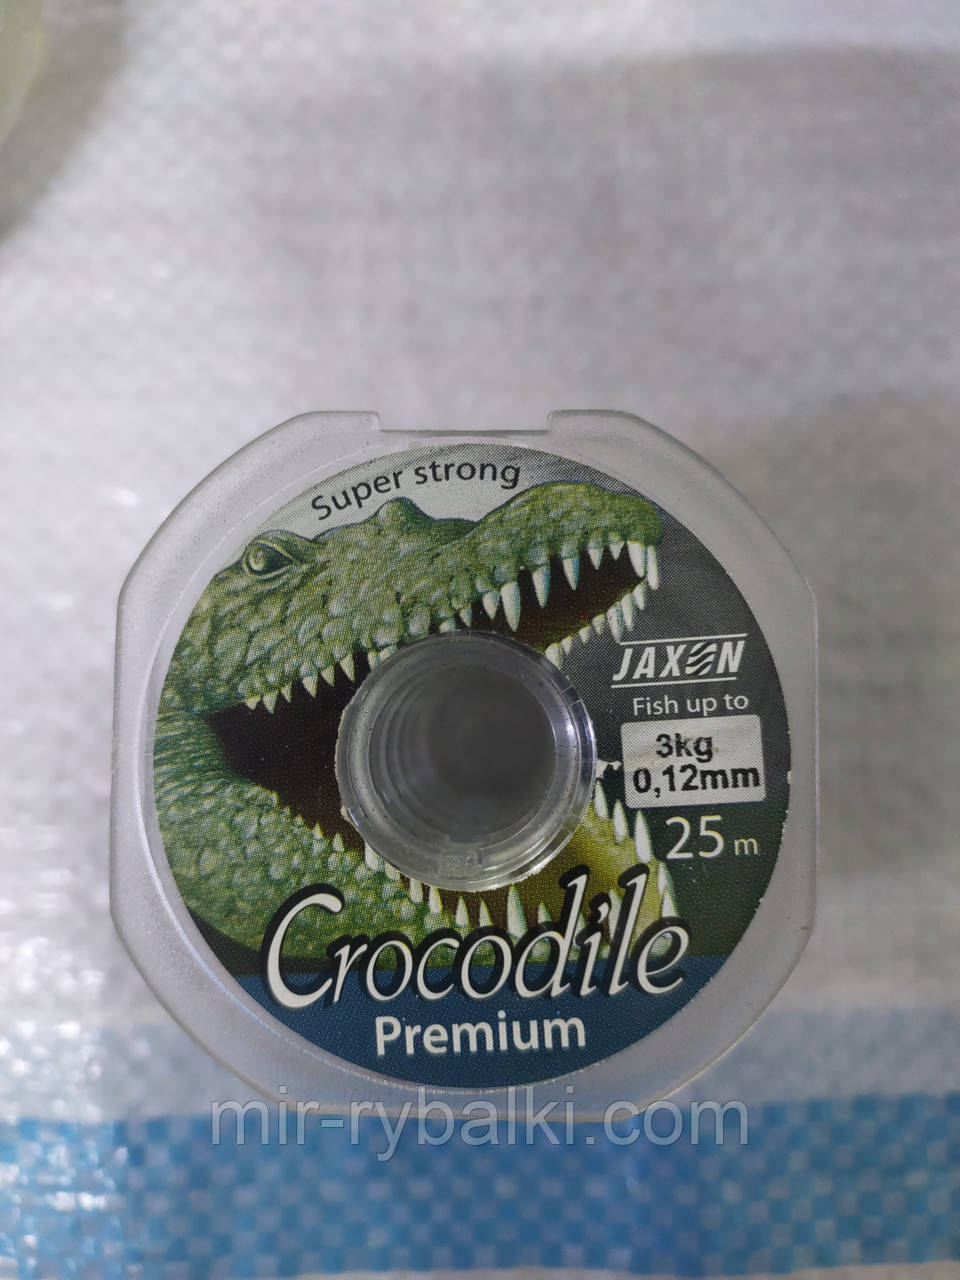 Super strong
JAXON
Fish up to
3kg
0,12mm
25 m
Crocodile
Premium
mir-rybalki.com